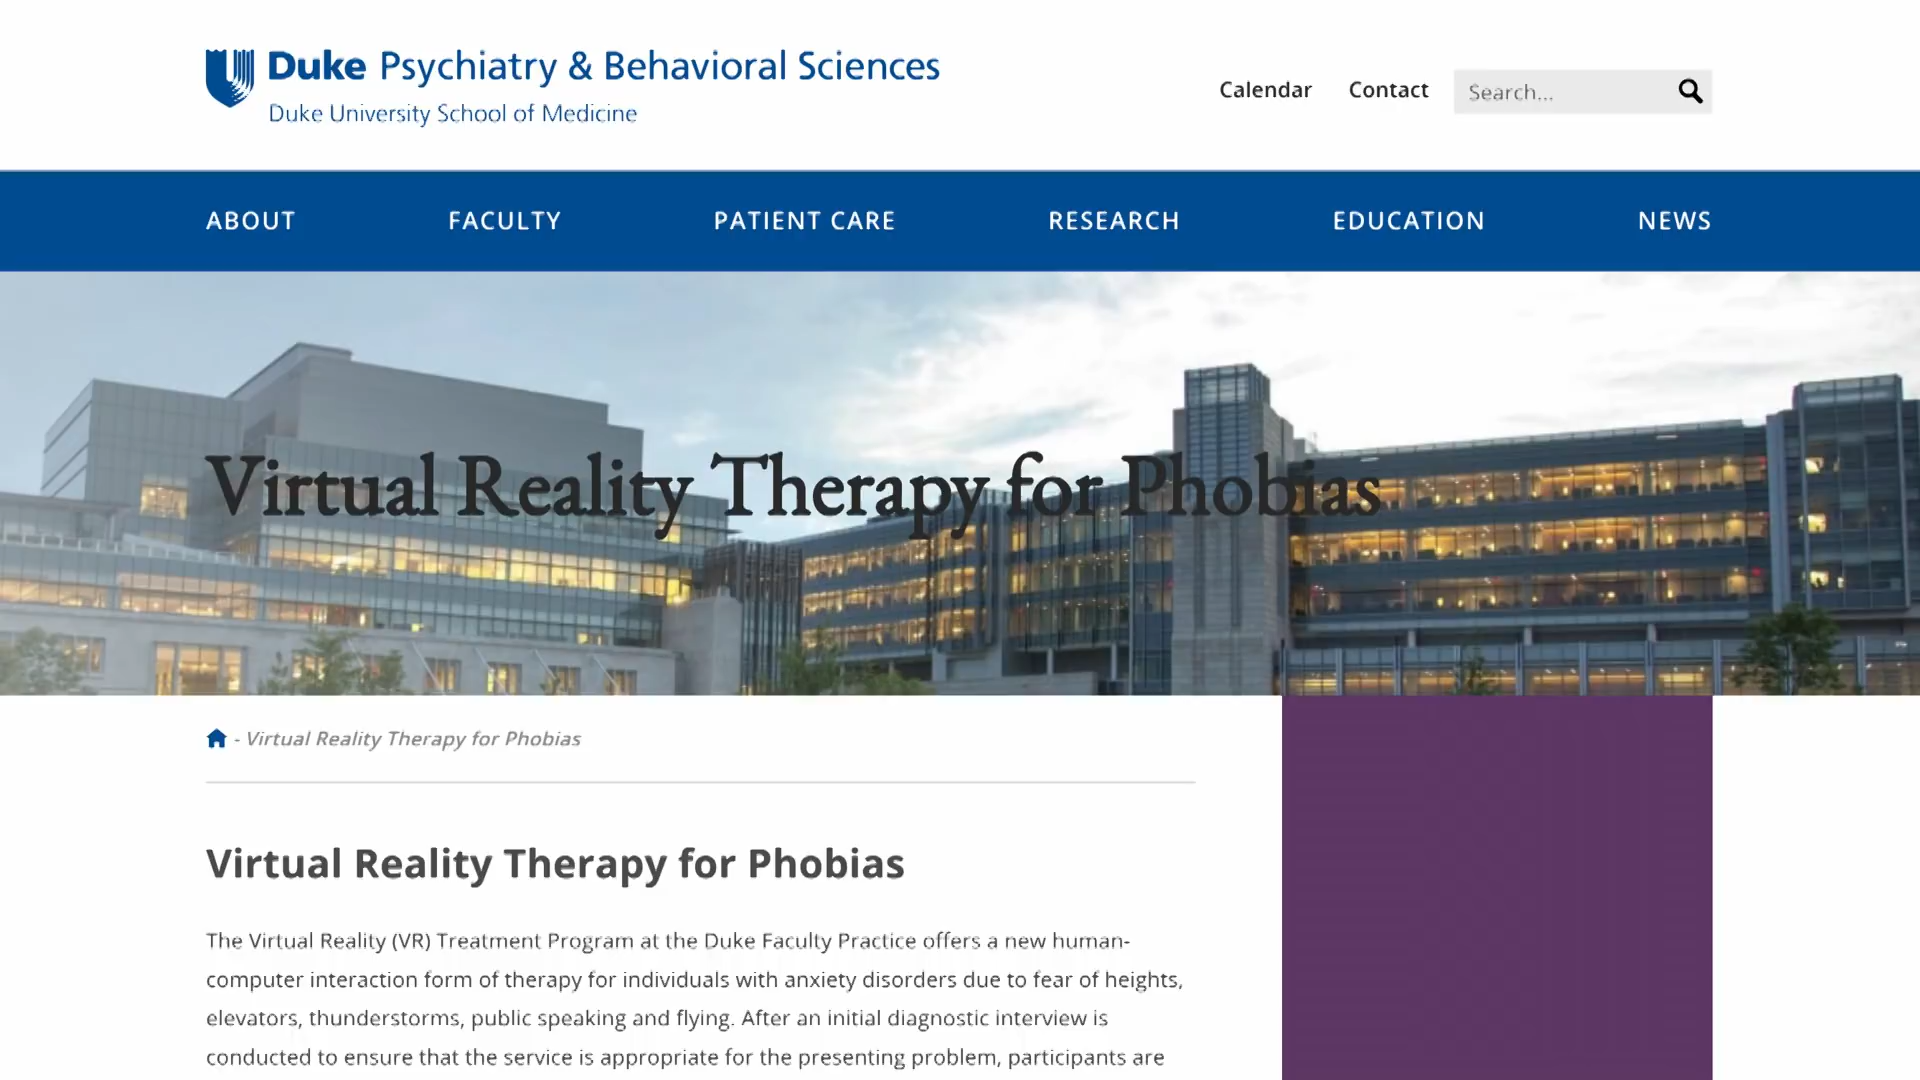 Duke Psychiatry & Behavioral Sciences
Duke University School of Medicine
Calendar Contact Search...
ABOUT FACULTY PATIENT CARE RESEARCH EDUCATION NEWS
Virtual Reality Therapy for Phobias
- Virtual Reality Therapy for Phobias
Virtual Reality Therapy for Phobias
The Virtual Reality (VR) Treatment Program at the Duke Faculty Practice offers a new human-
computer interaction form of therapy for individuals with anxiety disorders due to fear of heights,
elevators, thunderstorms, public speaking and flying. After an initial diagnostic interview is
conducted to ensure that the service is appropriate for the presenting problem, participants are